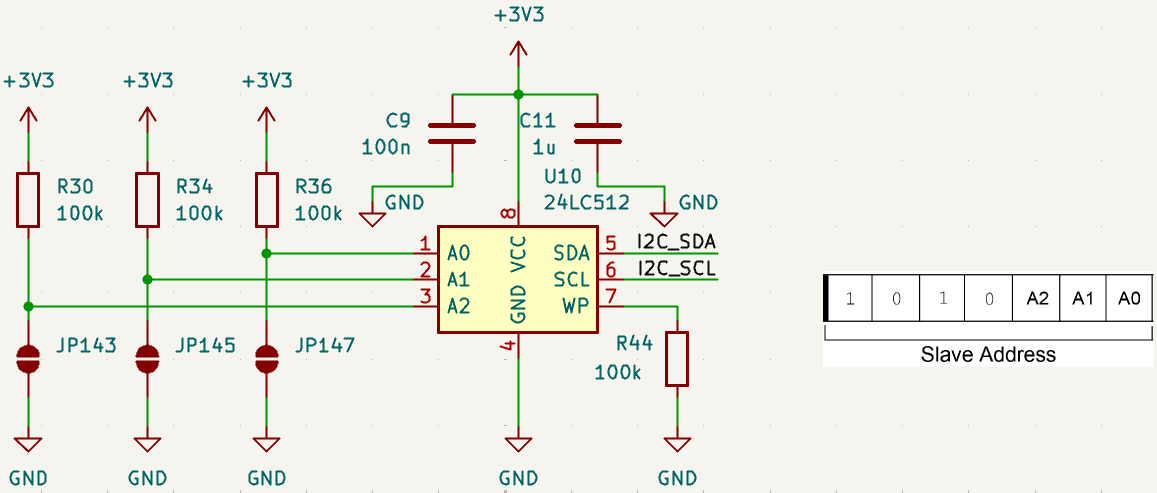 +3V3
+3V3 +3V3 +3V3
C9 C11
100n 1u
R30 R34 R36 U10
100k 100k 100k 24LC512
GND GND
8
1 A0 VCC SDA 5 I2C_SDA
2 A1 SCL 6 I2C_SCL
3 A2 GND WP 7
4
JP143 JP145 JP147 R44
100k
GND GND GND GND GND
1 0 1 0 A2 A1 A0
Slave Address